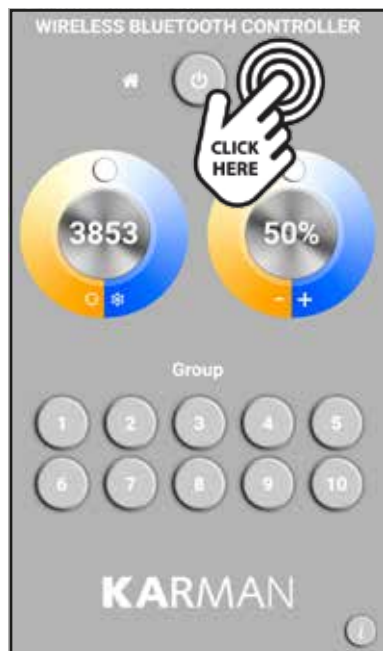 WIRELESS BLUETOOTH CONTROLLER
CLICK
HERE
3853 50%
- +
Group
1 2 3 4 5
6 7 8 9 10
KARMAN
i